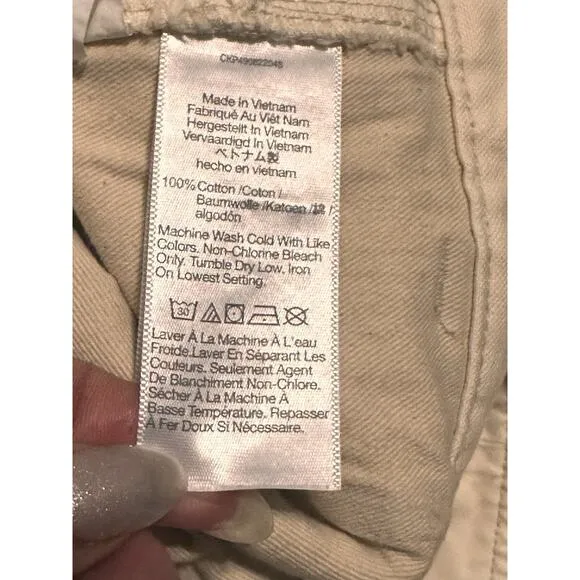 CKP490822045
Made in Vietnam
Fabriqué Au Viêt Nam
Hergestellt In Vietnam
Vervaardigd In Vietnam
ベトナム製
hecho en vietnam
100% Cotton /Coton /
Baumwolle /Katoen /綿 /
algodón
Machine Wash Cold With Like
Colors. Non-Chlorine Bleach
Only. Tumble Dry Low. Iron
On Lowest Setting.
30
Laver À La Machine À L'eau
Froide.Laver En Séparant Les
Couleurs. Seulement Agent
De Blanchiment Non-Chlore.
Sécher À La Machine À
Basse Température. Repasser
À Fer Doux Si Nécessaire.